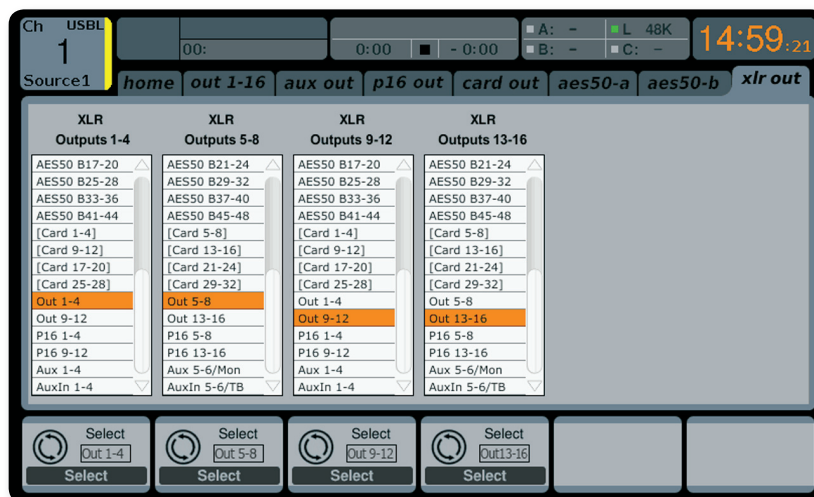 Ch USBL
1
Source1
00:
0:00 - 0:00
A: - L 48K
B: - C: -
14:59:21
home out 1-16 aux out p16 out card out aes50-a aes50-b xlr out
XLR Outputs 1-4
AES50 B17-20
AES50 B25-28
AES50 B33-36
AES50 B41-44
[Card 1-4]
[Card 9-12]
[Card 17-20]
[Card 25-28]
Out 1-4
Out 9-12
P16 1-4
P16 9-12
Aux 1-4
AuxIn 1-4
XLR Outputs 5-8
AES50 B21-24
AES50 B29-32
AES50 B37-40
AES50 B45-48
[Card 5-8]
[Card 13-16]
[Card 21-24]
[Card 29-32]
Out 5-8
Out 13-16
P16 5-8
P16 13-16
Aux 5-6/Mon
AuxIn 5-6/TB
XLR Outputs 9-12
AES50 B17-20
AES50 B25-28
AES50 B33-36
AES50 B41-44
[Card 1-4]
[Card 9-12]
[Card 17-20]
[Card 25-28]
Out 1-4
Out 9-12
P16 1-4
P16 9-12
Aux 1-4
AuxIn 1-4
XLR Outputs 13-16
AES50 B21-24
AES50 B29-32
AES50 B37-40
AES50 B45-48
[Card 5-8]
[Card 13-16]
[Card 21-24]
[Card 29-32]
Out 5-8
Out 13-16
P16 5-8
P16 13-16
Aux 5-6/Mon
AuxIn 5-6/TB
Select
Out 1-4
Select
Select
Out 5-8
Select
Select
Out 9-12
Select
Select
Out13-16
Select